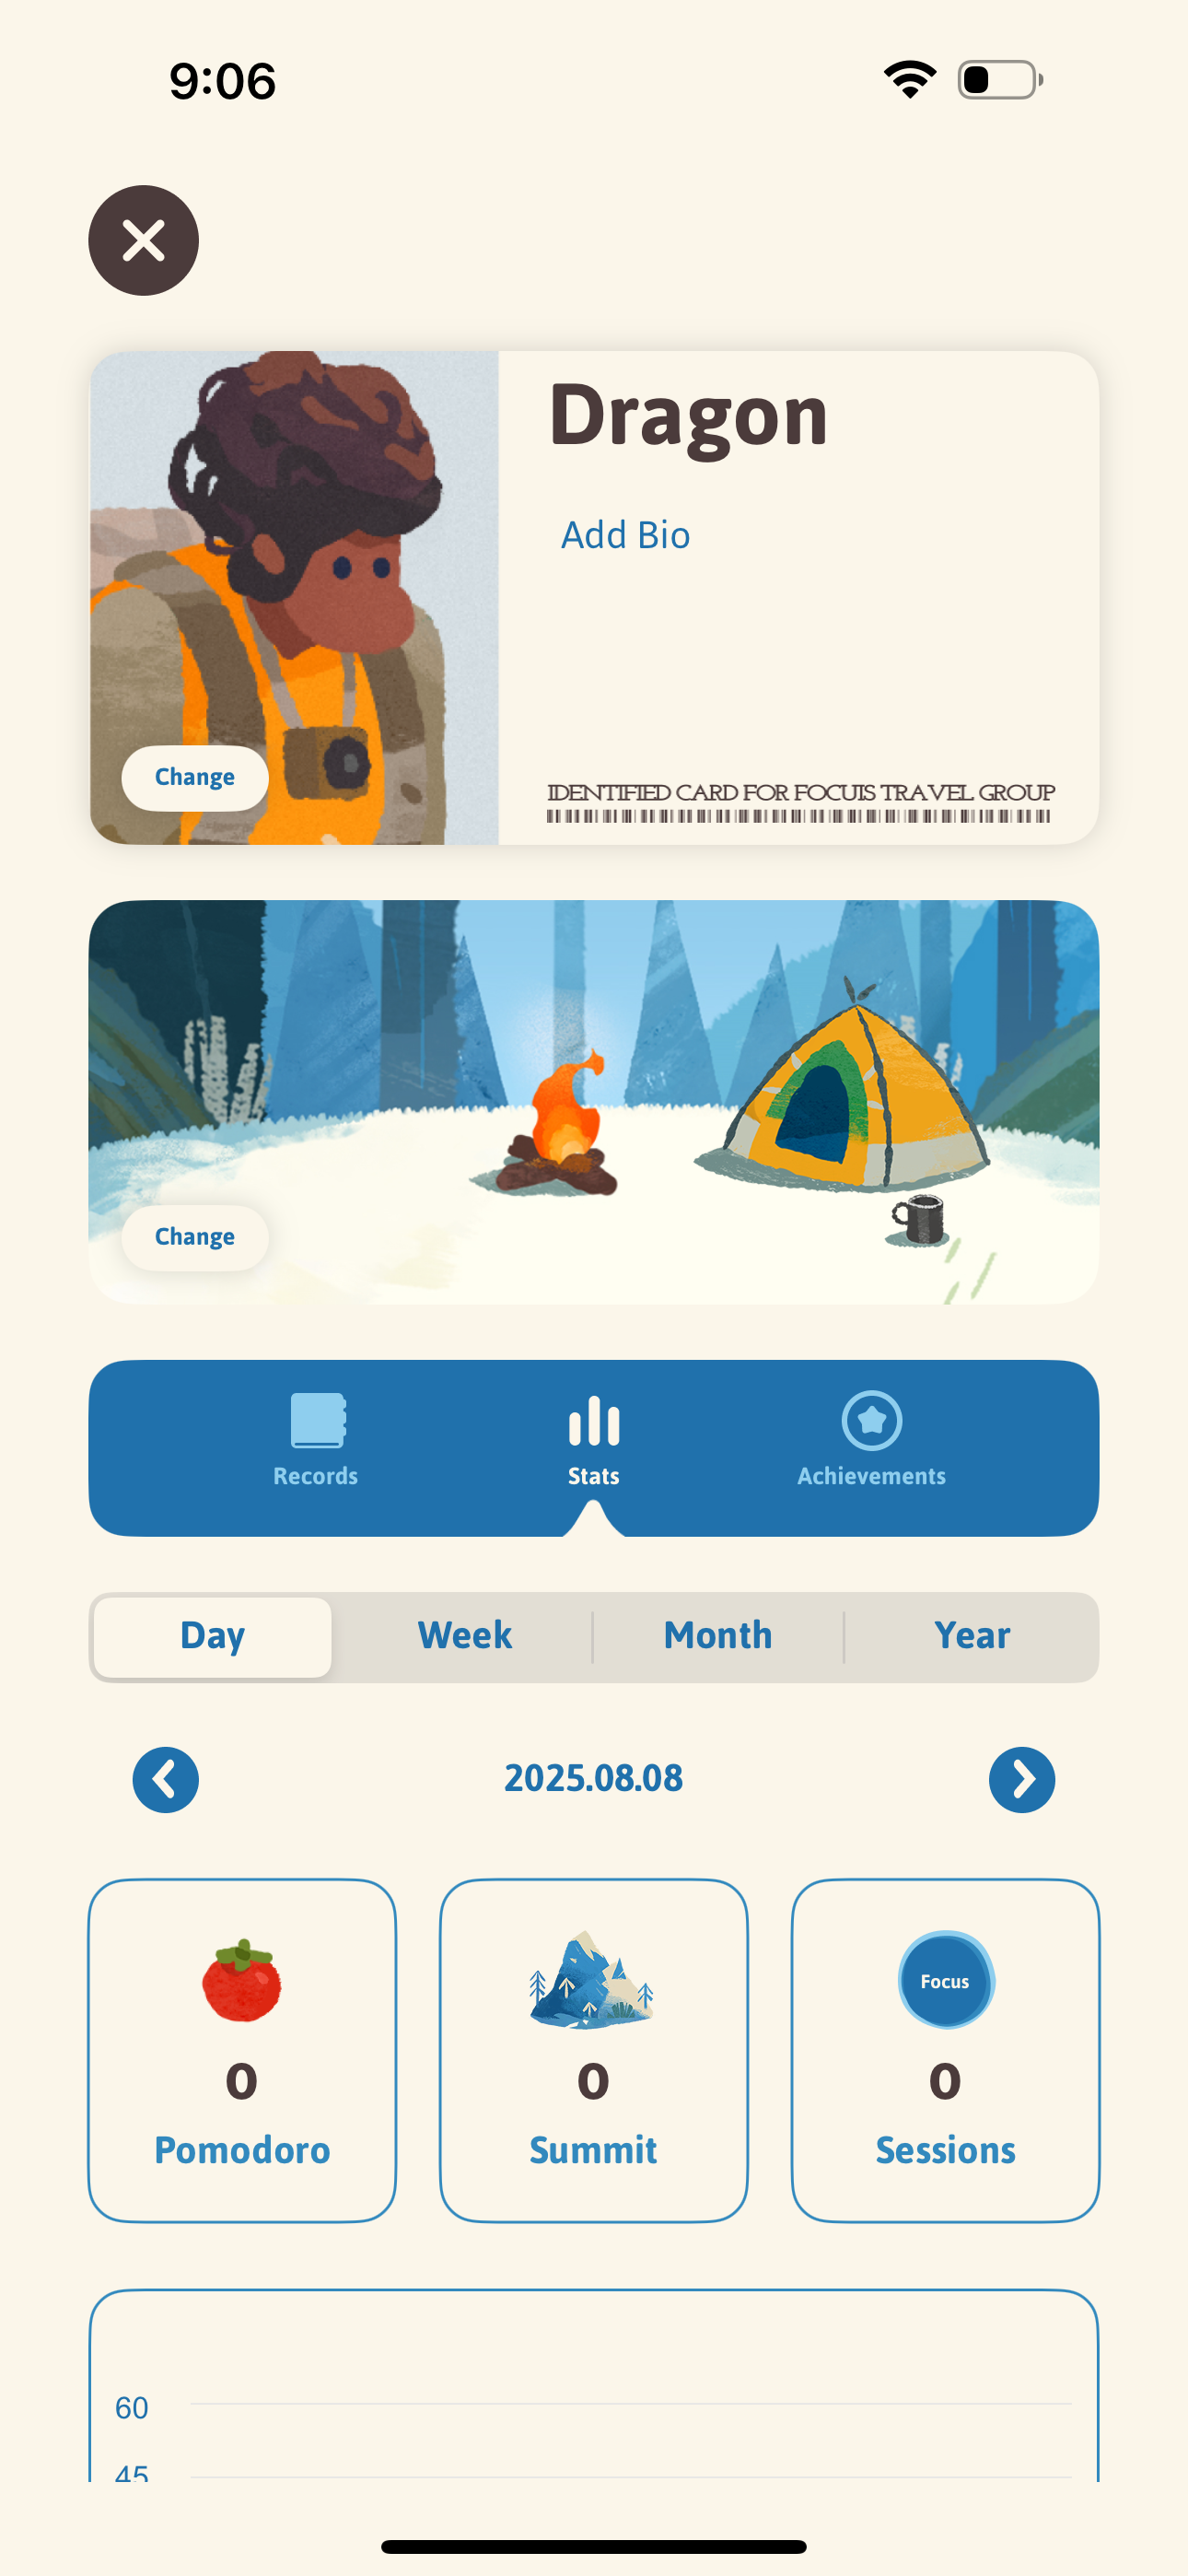 9:06
Dragon
Add Bio
Change
IDENTIFIED CARD FOR FOCUIS TRAVEL GROUP
Change
Records Stats Achievements
Day Week Month Year
2025.08.08
Focus
0 0 0
Pomodoro Summit Sessions
60
45